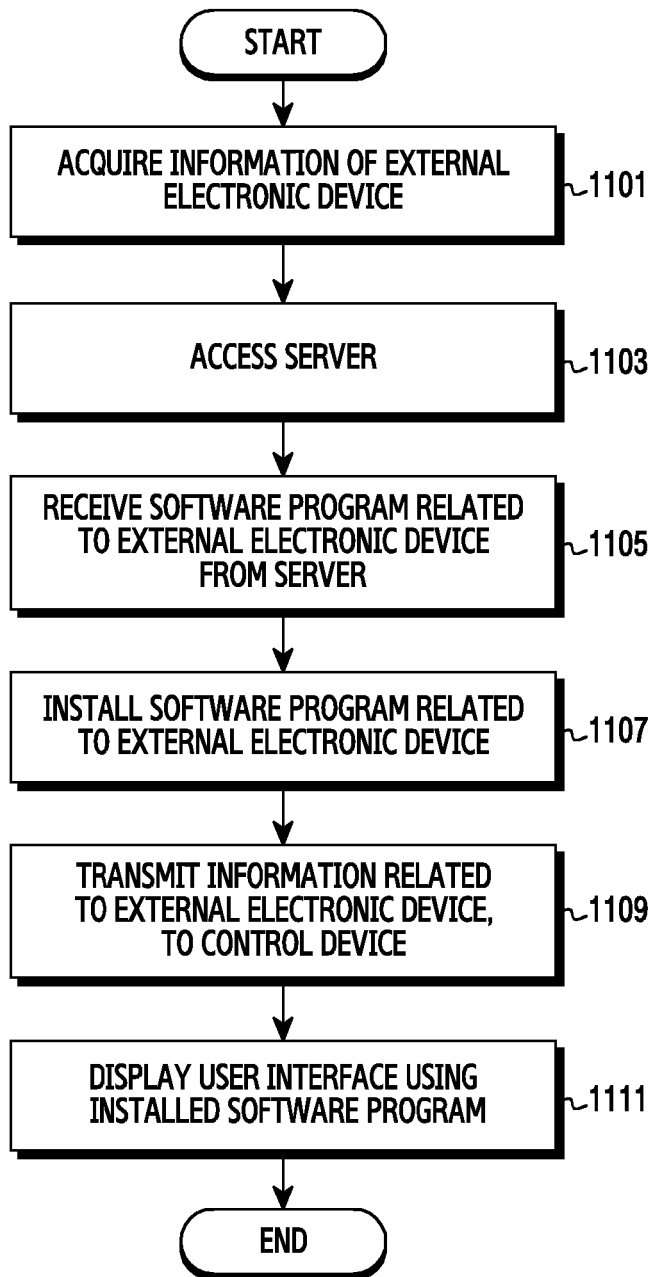 START
ACQUIRE INFORMATION OF EXTERNAL
ELECTRONIC DEVICE
1101
ACCESS SERVER
1103
RECEIVE SOFTWARE PROGRAM RELATED
TO EXTERNAL ELECTRONIC DEVICE
FROM SERVER
1105
INSTALL SOFTWARE PROGRAM RELATED
TO EXTERNAL ELECTRONIC DEVICE
1107
TRANSMIT INFORMATION RELATED
TO EXTERNAL ELECTRONIC DEVICE,
TO CONTROL DEVICE
1109
DISPLAY USER INTERFACE USING
INSTALLED SOFTWARE PROGRAM
1111
END